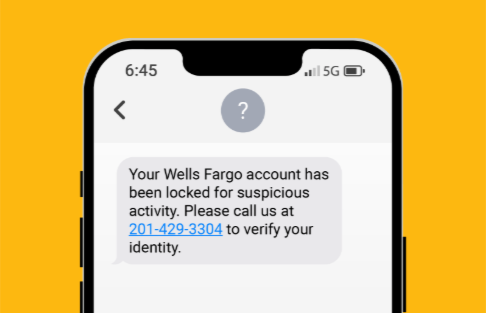 6:45
5G
?
Your Wells Fargo account has
been locked for suspicious
activity. Please call us at
201-429-3304 to verify your
identity.